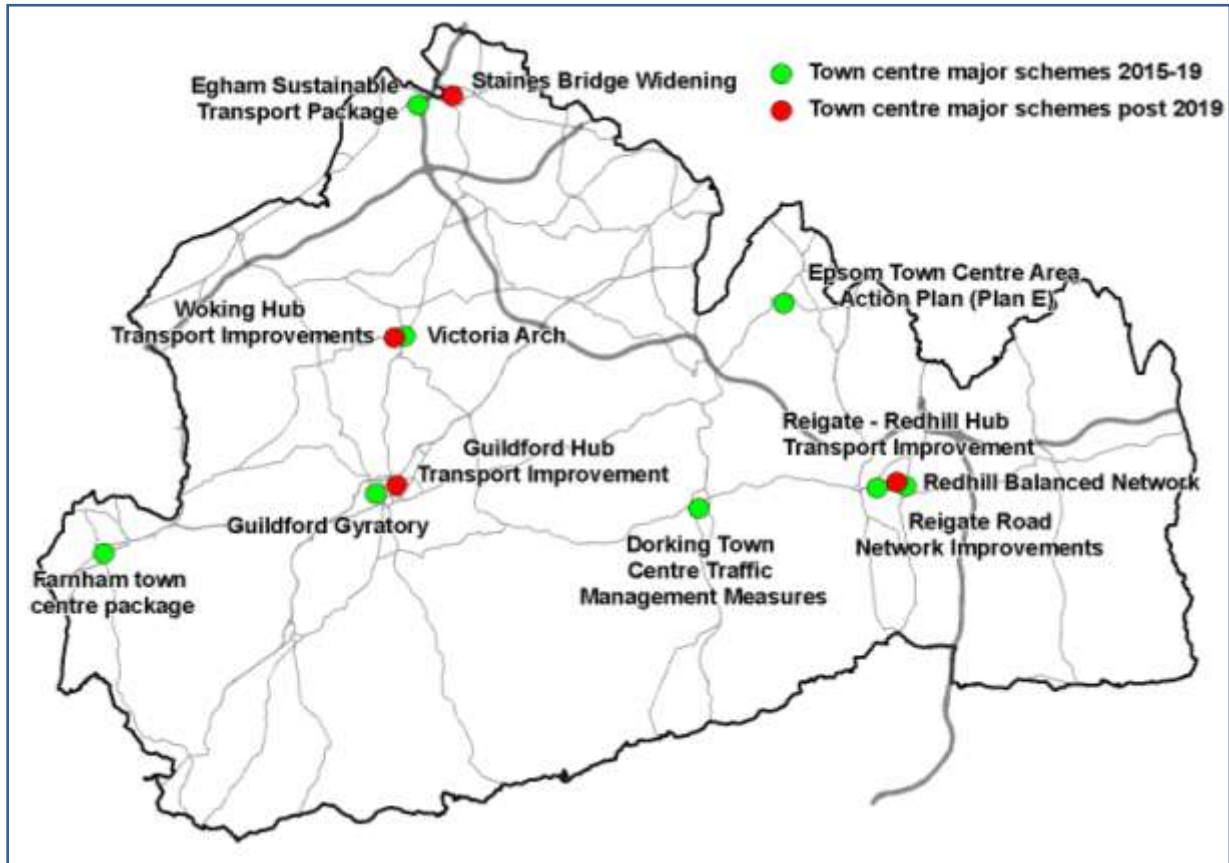 Egham Sustainable
Transport Package
Staines Bridge Widening
Town centre major schemes 2015-19
Town centre major schemes post 2019
Epsom Town Centre Area
Action Plan (Plan E)
Woking Hub
Transport Improvements
Victoria Arch
Reigate - Redhill Hub
Transport Improvement
Guildford Hub
Transport Improvement
Redhill Balanced Network
Guildford Gyratory
Reigate Road
Network Improvements
Dorking Town
Centre Traffic
Management Measures
Farnham town
centre package